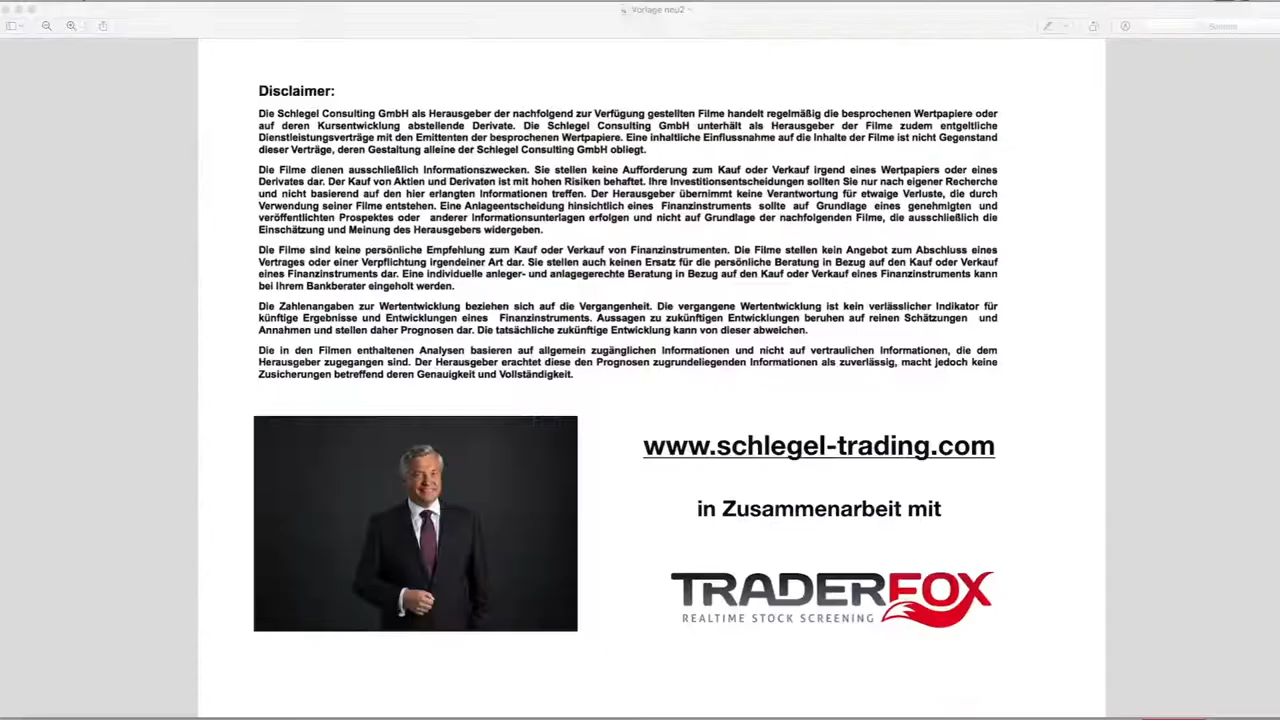 Vorlage neu2
Disclaimer:
Die Schlegel Consulting GmbH als Herausgeber der nachfolgend zur Verfügung gestellten Filme handelt regelmäßig die besprochenen Wertpapiere oder
auf deren Kursentwicklung abstellende Derivate. Die Schlegel Consulting GmbH unterhält als Herausgeber der Filme zudem entgeltliche
Dienstleistungsverträge mit den Emittenten der besprochenen Wertpapiere. Eine inhaltliche Einflussnahme auf die Inhalte der Filme ist nicht Gegenstand
dieser Verträge, deren Gestaltung alleine der Schlegel Consulting GmbH obliegt.
Die Filme dienen ausschließlich Informationszwecken. Sie stellen keine Aufforderung zum Kauf oder Verkauf irgend eines Wertpapiers oder eines
Derivates dar. Der Kauf von Aktien und Derivaten ist mit hohen Risiken behaftet. Ihre Investitionsentscheidungen sollten Sie nur nach eigener Recherche
und nicht basierend auf den hier erlangten Informationen treffen. Der Herausgeber übernimmt keine Verantwortung für etwaige Verluste, die durch
Verwendung seiner Filme entstehen. Eine Anlageentscheidung hinsichtlich eines Finanzinstruments sollte auf Grundlage eines genehmigten und
veröffentlichten Prospektes oder anderer Informationsunterlagen erfolgen und nicht auf Grundlage der nachfolgenden Filme, die ausschließlich die
Einschätzung und Meinung des Herausgebers widergeben.
Die Filme sind keine persönliche Empfehlung zum Kauf oder Verkauf von Finanzinstrumenten. Die Filme stellen kein Angebot zum Abschluss eines
Vertrages oder einer Verpflichtung irgendeiner Art dar. Sie stellen auch keinen Ersatz für die persönliche Beratung in Bezug auf den Kauf oder Verkauf
eines Finanzinstruments dar. Eine individuelle anleger- und anlagegerechte Beratung in Bezug auf den Kauf oder Verkauf eines Finanzinstruments kann
bei Ihrem Bankberater eingeholt werden.
Die Zahlenangaben zur Wertentwicklung beziehen sich auf die Vergangenheit. Die vergangene Wertentwicklung ist kein verlässlicher Indikator für
künftige Ergebnisse und Entwicklungen eines Finanzinstruments. Aussagen zu zukünftigen Entwicklungen beruhen auf reinen Schätzungen und
Annahmen und stellen daher Prognosen dar. Die tatsächliche zukünftige Entwicklung kann von dieser abweichen.
Die in den Filmen enthaltenen Analysen basieren auf allgemein zugänglichen Informationen und nicht auf vertraulichen Informationen, die dem
Herausgeber zugegangen sind. Der Herausgeber erachtet diese den Prognosen zugrundeliegenden Informationen als zuverlässig, macht jedoch keine
Zusicherungen betreffend deren Genauigkeit und Vollständigkeit.
www.schlegel-trading.com
in Zusammenarbeit mit
TRADERFOX
REALTIME STOCK SCREENING